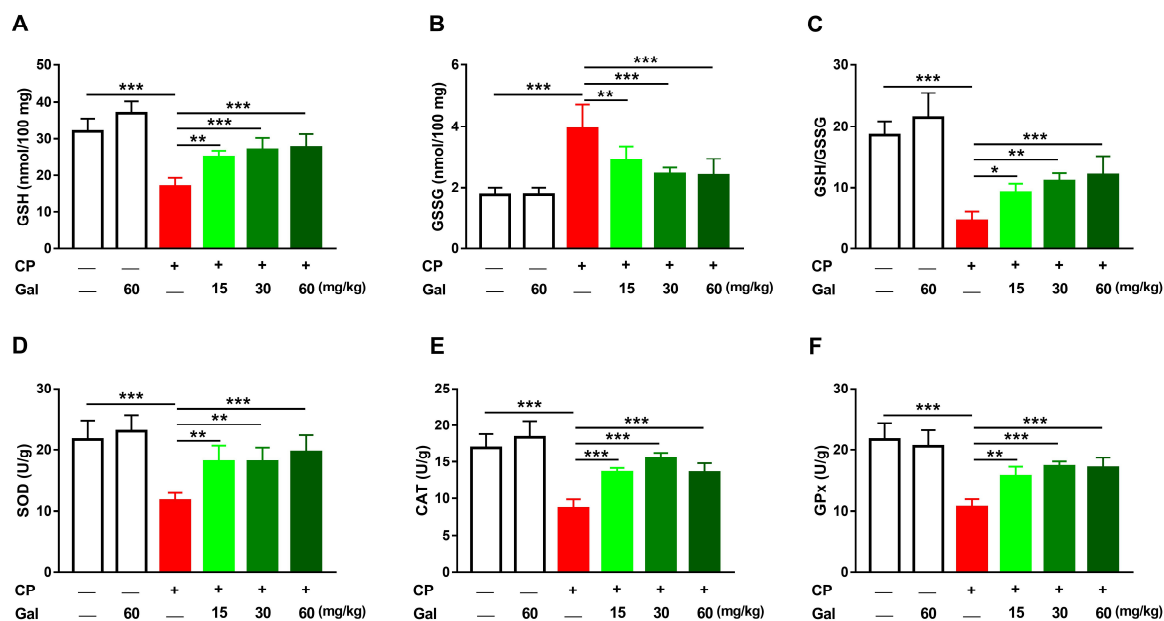 A
GSH (nmol/100 mg)
50
40
30
20
10
0
***
***
***
**
CP — — + + + +
Gal — 60 — 15 30 60 (mg/kg)
B
GSSG (nmol/100 mg)
6
4
2
0
***
***
***
**
— — + + + +
— 60 — 15 30 60 (mg/kg)
C
GSH/GSSG
30
20
10
0
***
***
**
*
CP — — + + + +
Gal — 60 — 15 30 60 (mg/kg)
D
SOD (U/g)
30
20
10
0
***
***
**
**
CP — — + + + +
Gal — 60 — 15 30 60 (mg/kg)
E
CAT (U/g)
25
20
15
10
5
0
***
***
***
***
— — + + + +
— 60 — 15 30 60 (mg/kg)
F
GPx (U/g)
30
20
10
0
***
***
***
**
CP — — + + + +
Gal — 60 — 15 30 60 (mg/kg)